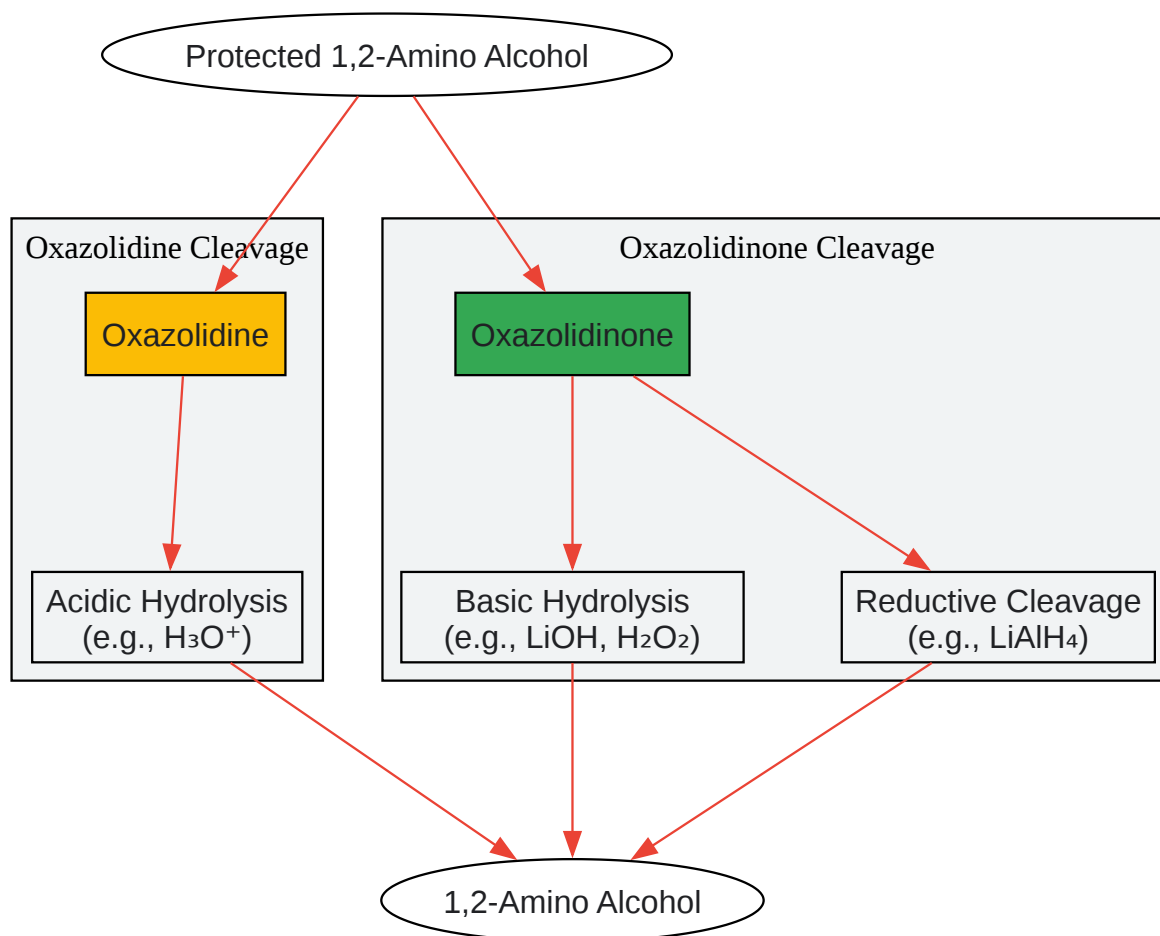 Protected 1,2-Amino Alcohol
Oxazolidine Cleavage
Oxazolidinone Cleavage
Oxazolidine
Oxazolidinone
Acidic Hydrolysis
(e.g., H₃O⁺)
Basic Hydrolysis
(e.g., LiOH, H₂O₂)
Reductive Cleavage
(e.g., LiAlH₄)
1,2-Amino Alcohol